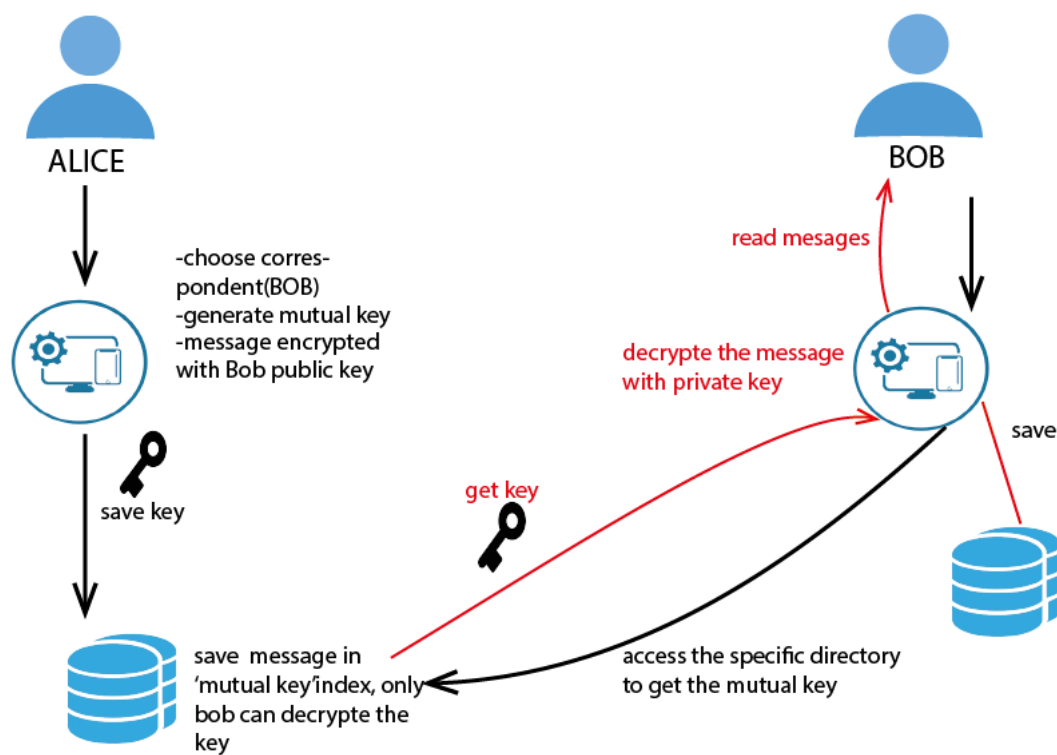 ALICE
BOB
-choose corres-
pondent(BOB)
-generate mutual key
-message encrypted
with Bob public key
read mesages
decrypte the message
with private key
save
save key
get key
save  message in
‘mutual key’index, only
bob can decrypte the
key
access the specific directory
to get the mutual key